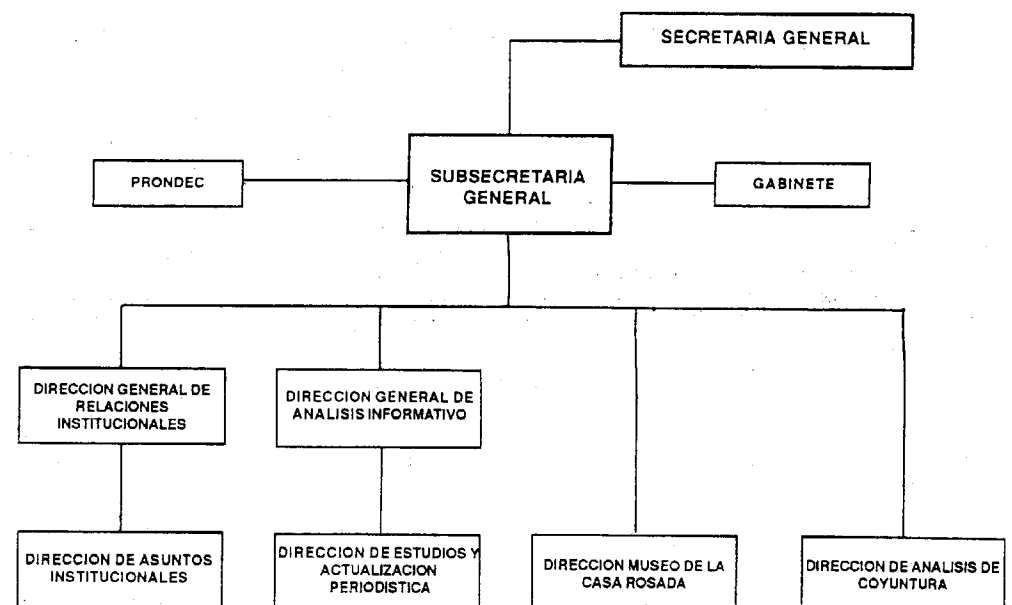 SECRETARIA GENERAL
PRONDEC
SUBSECRETARIA
GENERAL
GABINETE
DIRECCION GENERAL DE
RELACIONES
INSTITUCIONALES
DIRECCION GENERAL DE
ANALISIS INFORMATIVO
DIRECCION DE ASUNTOS
INSTITUCIONALES
DIRECCION DE ESTUDIOS Y
ACTUALIZACION
PERIODISTICA
DIRECCION MUSEO DE LA
CASA ROSADA
DIRECCION DE ANALISIS DE
COYUNTURA